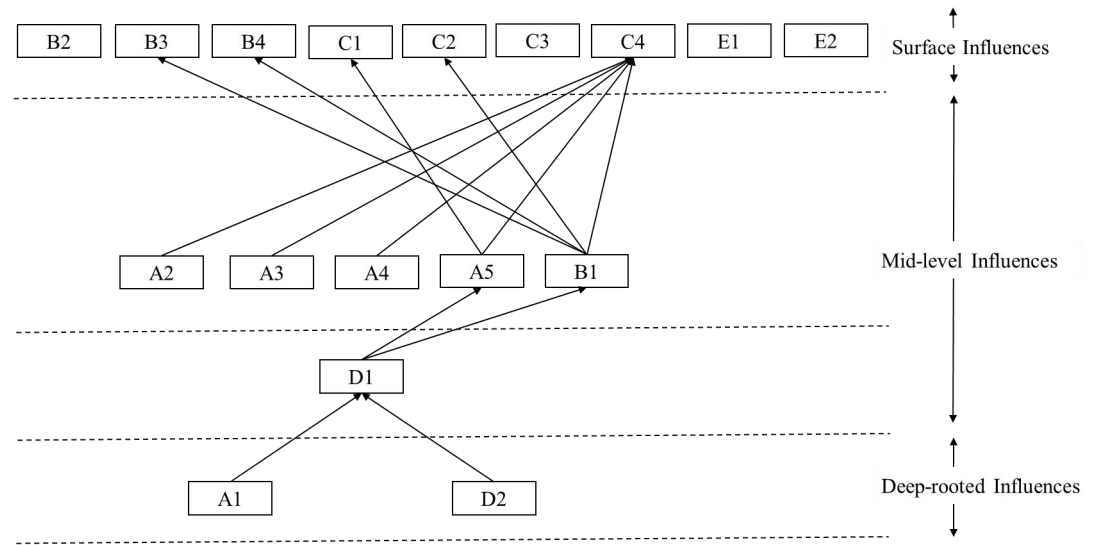 B2 B3 B4 C1 C2 C3 C4 E1 E2 Surface Influences
A2 A3 A4 A5 B1 Mid-level Influences
D1
A1 D2 Deep-rooted Influences